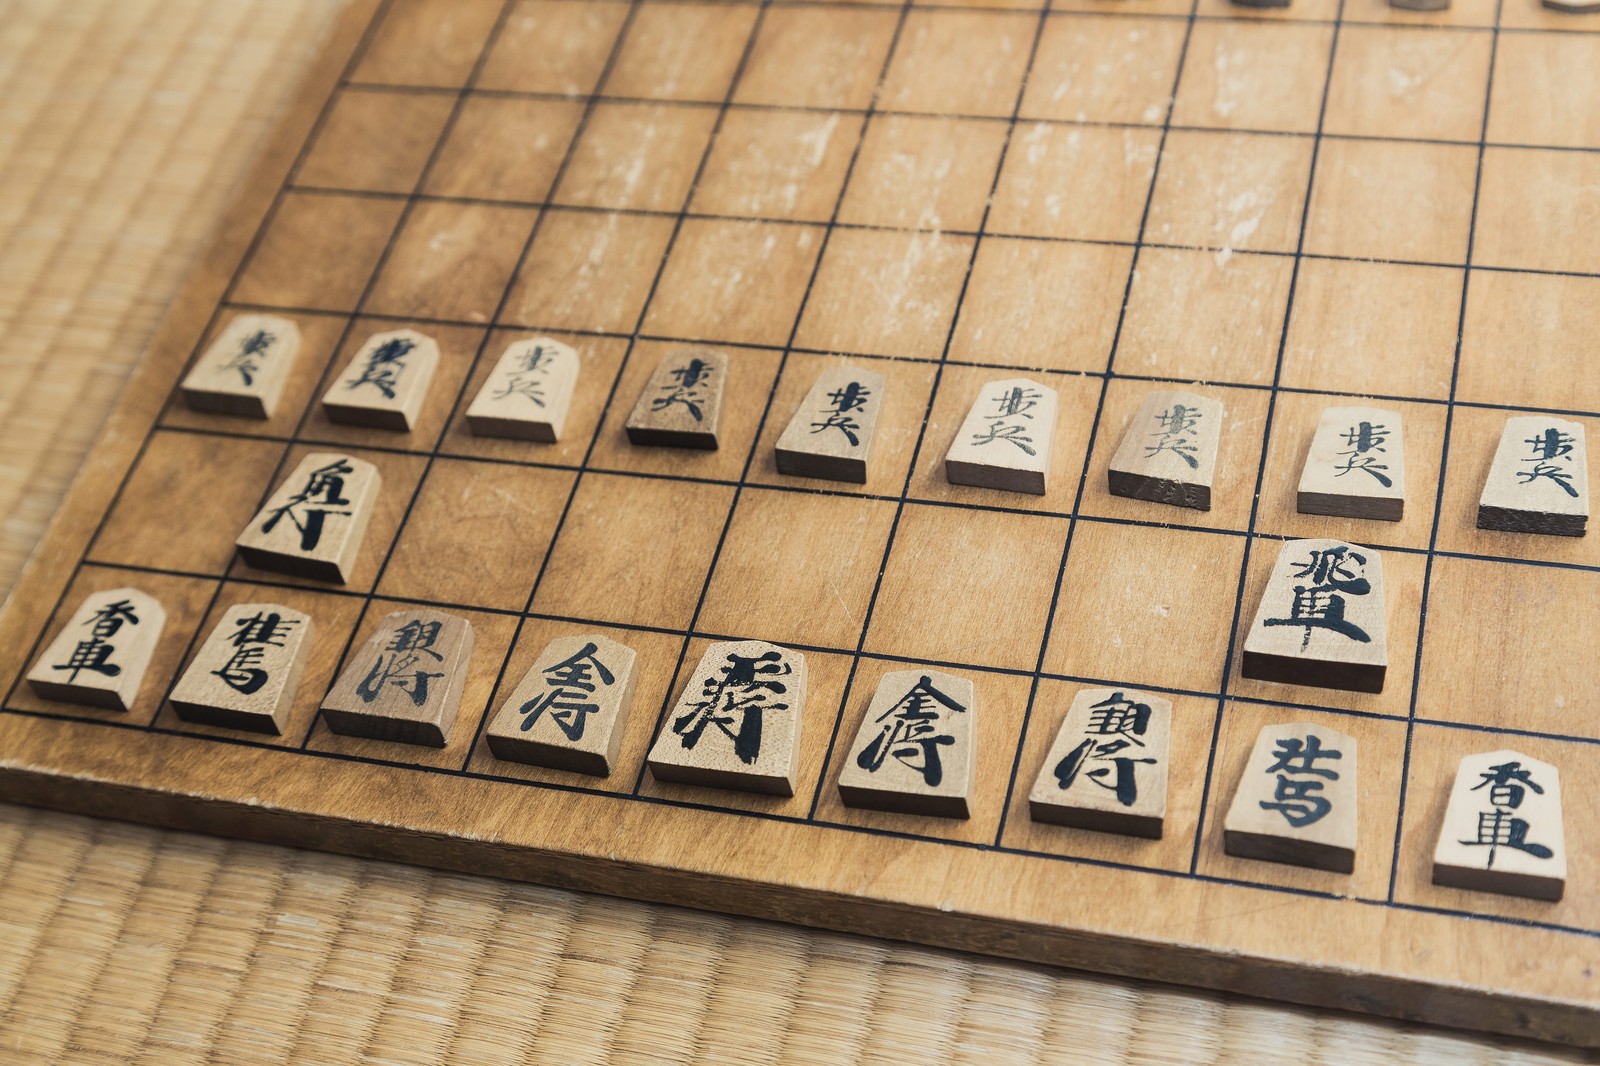 歩兵 歩兵 歩兵 歩兵 歩兵 歩兵 歩兵 歩兵 歩兵
角行 飛車
香車 桂馬 銀将 金将 玉将 金将 銀将 桂馬 香車